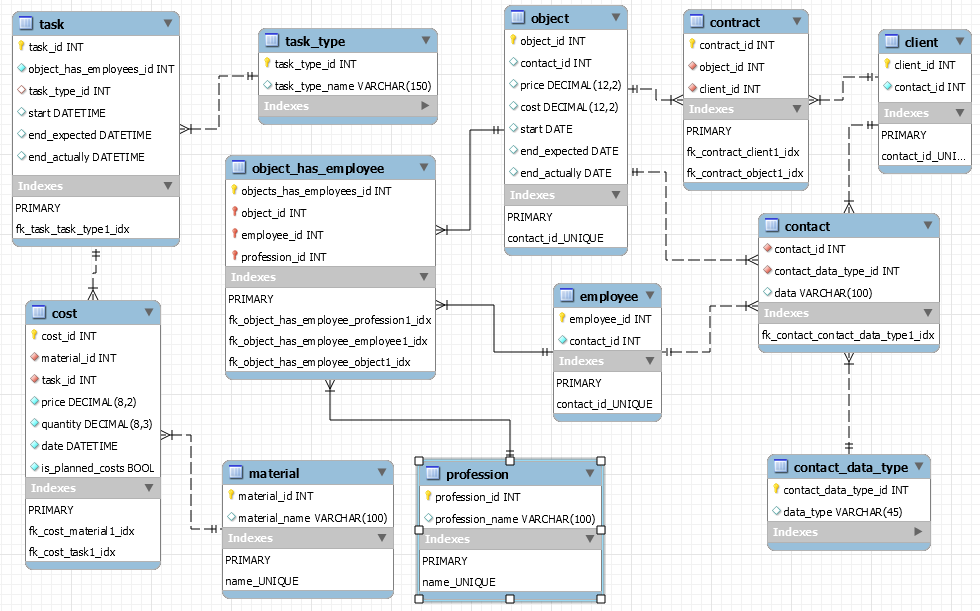 task
task_id INT
object_has_employees_id INT
task_type_id INT
start DATETIME
end_expected DATETIME
end_actually DATETIME
Indexes
PRIMARY
fk_task_task_type1_idx
task_type
task_type_id INT
task_type_name VARCHAR(150)
Indexes
object
object_id INT
contact_id INT
price DECIMAL(12,2)
cost DECIMAL(12,2)
start DATE
end_expected DATE
end_actually DATE
Indexes
PRIMARY
contact_id_UNIQUE
contract
contract_id INT
object_id INT
client_id INT
Indexes
PRIMARY
fk_contract_client1_idx
fk_contract_object1_idx
client
client_id INT
contact_id INT
Indexes
PRIMARY
contact_id_UNI...
object_has_employee
objects_has_employees_id INT
object_id INT
employee_id INT
profession_id INT
Indexes
PRIMARY
fk_object_has_employee_profession1_idx
fk_object_has_employee_employee1_idx
fk_object_has_employee_object1_idx
contact
contact_id INT
contact_data_type_id INT
data VARCHAR(100)
Indexes
fk_contact_contact_data_type1_idx
employee
employee_id INT
contact_id INT
Indexes
PRIMARY
contact_id_UNIQUE
cost
cost_id INT
material_id INT
task_id INT
price DECIMAL(8,2)
quantity DECIMAL(8,3)
date DATETIME
is_planned_costs BOOL
Indexes
PRIMARY
fk_cost_material1_idx
fk_cost_task1_idx
material
material_id INT
material_name VARCHAR(100)
Indexes
PRIMARY
name_UNIQUE
profession
profession_id INT
profession_name VARCHAR(100)
Indexes
PRIMARY
name_UNIQUE
contact_data_type
contact_data_type_id INT
data_type VARCHAR(45)
Indexes